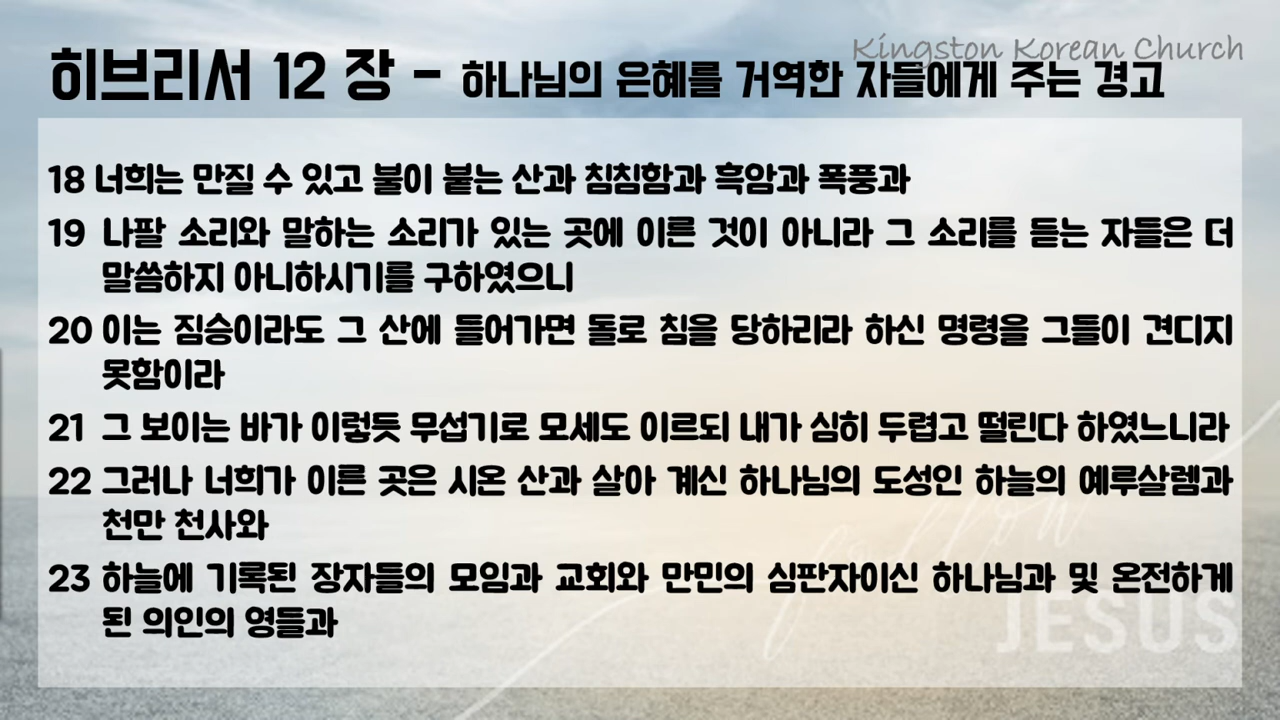 Kingston Korean Church
히브리서 12 장 - 하나님의 은혜를 거역한 자들에게 주는 경고
18 너희는 만질 수 있고 불이 붙는 산과 침침함과 흑암과 폭풍과
19 나팔 소리와 말하는 소리가 있는 곳에 이른 것이 아니라 그 소리를 듣는 자들은 더
말씀하지 아니하시기를 구하였으니
20 이는 짐승이라도 그 산에 들어가면 돌로 침을 당하리라 하신 명령을 그들이 견디지
못함이라
21 그 보이는 바가 이렇듯 무섭기로 모세도 이르되 내가 심히 두렵고 떨린다 하였느니라
22 그러나 너희가 이른 곳은 시온 산과 살아 계신 하나님의 도성인 하늘의 예루살렘과
천만 천사와
23 하늘에 기록된 장자들의 모임과 교회와 만민의 심판자이신 하나님과 및 온전하게
된 의인의 영들과
follow
JESUS